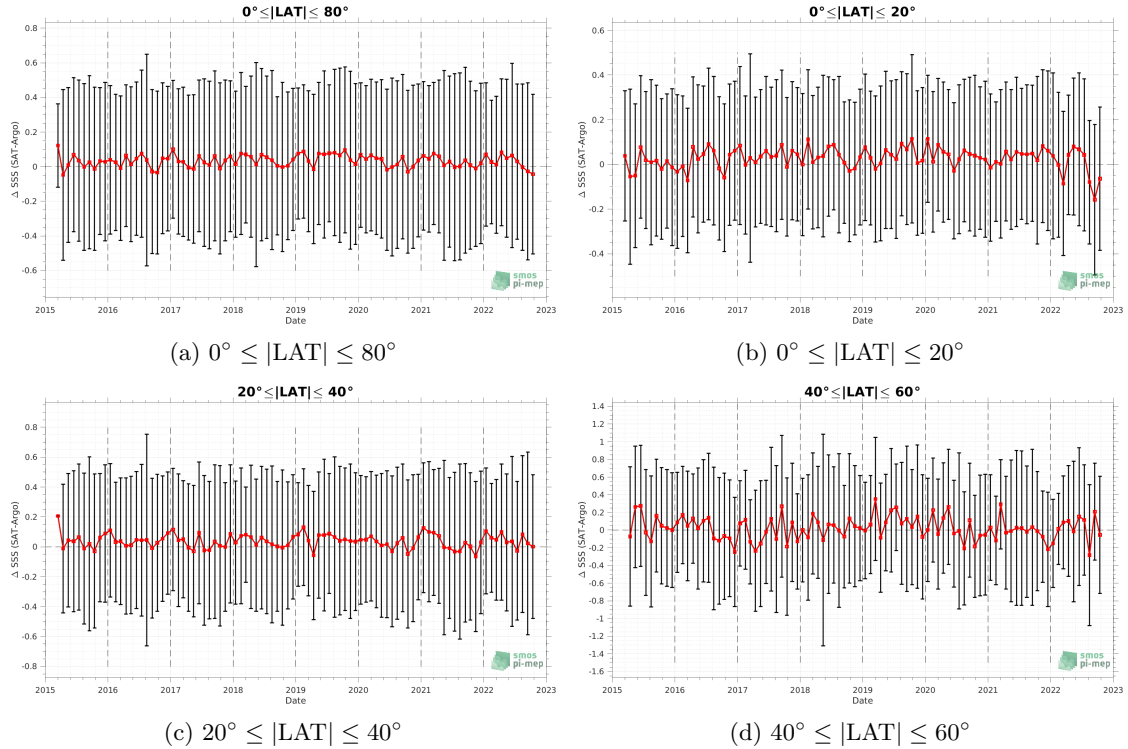 0°≤|LAT|≤ 80°
0.8
0.6
0.4
0.2
0
-0.2
-0.4
-0.6
Δ SSS (SAT-Argo)
smos
pi-mep
2015 2016 2017 2018 2019 2020 2021 2022 2023
Date
(a) 0° ≤ |LAT| ≤ 80°
0°≤|LAT|≤ 20°
0.6
0.4
0.2
0
-0.2
-0.4
Δ SSS (SAT-Argo)
smos
pi-mep
2015 2016 2017 2018 2019 2020 2021 2022 2023
Date
(b) 0° ≤ |LAT| ≤ 20°
20°≤|LAT|≤ 40°
0.8
0.6
0.4
0.2
0
-0.2
-0.4
-0.6
-0.8
Δ SSS (SAT-Argo)
smos
pi-mep
2015 2016 2017 2018 2019 2020 2021 2022 2023
Date
(c) 20° ≤ |LAT| ≤ 40°
40°≤|LAT|≤ 60°
1.4
1.2
1
0.8
0.6
0.4
0.2
0
-0.2
-0.4
-0.6
-0.8
-1
-1.2
-1.4
-1.6
Δ SSS (SAT-Argo)
smos
pi-mep
2015 2016 2017 2018 2019 2020 2021 2022 2023
Date
(d) 40° ≤ |LAT| ≤ 60°